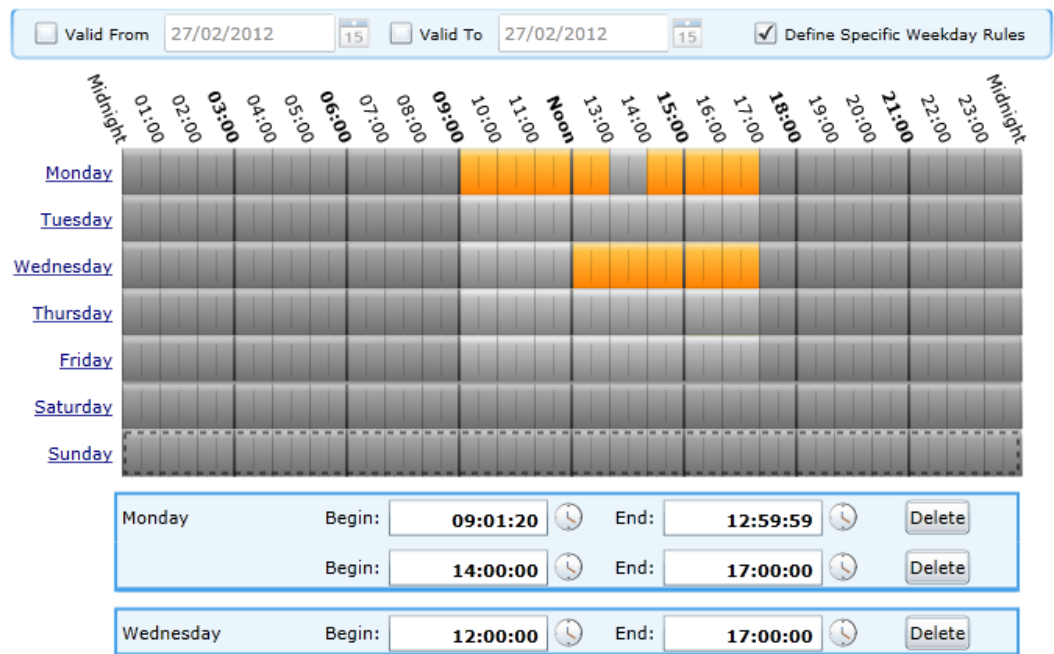 Valid From 27/02/2012 15 Valid To 27/02/2012 15 Define Specific Weekday Rules
Midnight 01:00 02:00 03:00 04:00 05:00 06:00 07:00 08:00 09:00 10:00 11:00 Noon 13:00 14:00 15:00 16:00 17:00 18:00 19:00 20:00 21:00 22:00 23:00 Midnight
Monday
Tuesday
Wednesday
Thursday
Friday
Saturday
Sunday
Monday Begin: 09:01:20 End: 12:59:59 Delete
Begin: 14:00:00 End: 17:00:00 Delete
Wednesday Begin: 12:00:00 End: 17:00:00 Delete